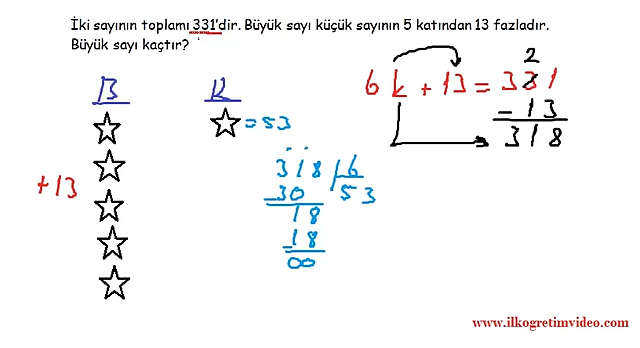 İki sayının toplamı 331'dir. Büyük sayı küçük sayının 5 katından 13 fazladır.
Büyük sayı kaçtır?
B
K
= 53
+13
6 k + 13 = 331
2
- 13
318
318 6
- 30 53
18
- 18
00
www.ilkogretimvideo.com